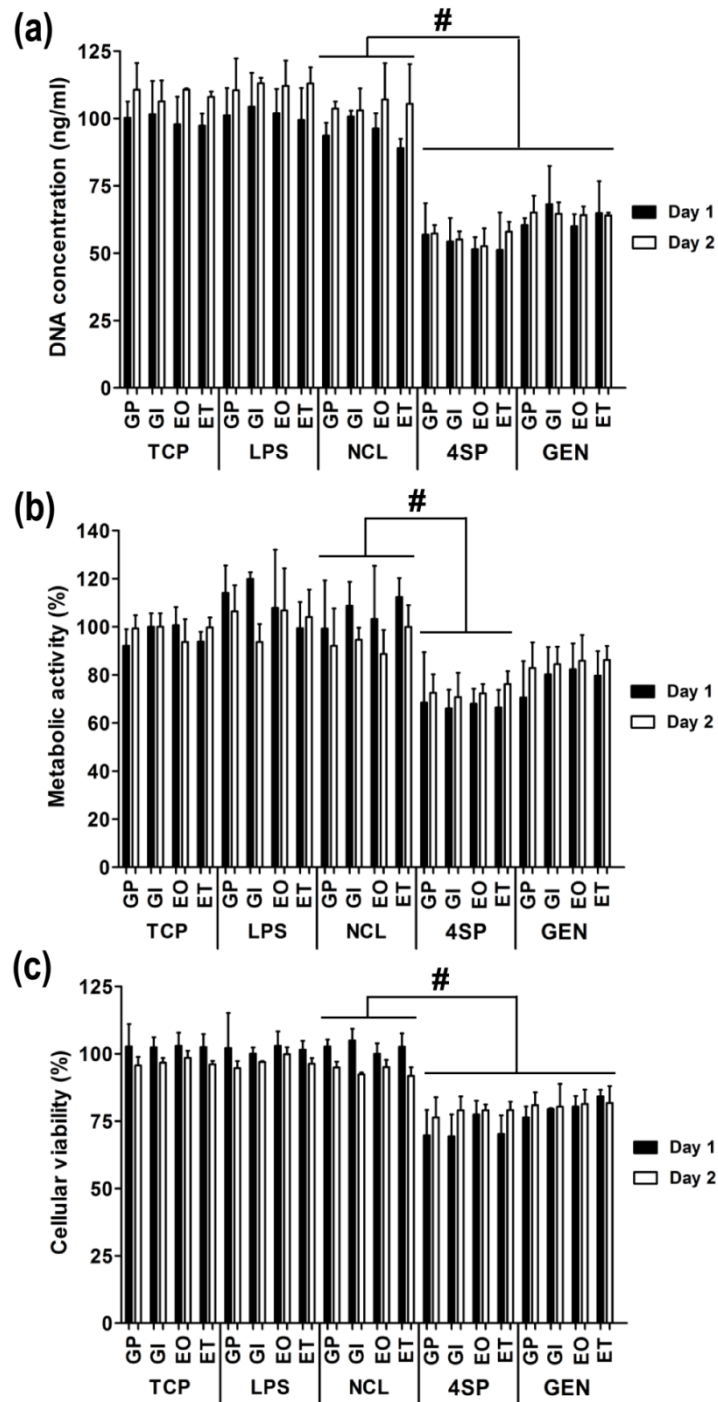 (a)
#
DNA concentration (ng/ml)
125
100
75
50
25
0
Day 1
Day 2
GP GI EO ET GP GI EO ET GP GI EO ET GP GI EO ET GP GI EO ET
TCP LPS NCL 4SP GEN
(b)
#
Metabolic activity (%)
140
120
100
80
60
40
20
0
Day 1
Day 2
GP GI EO ET GP GI EO ET GP GI EO ET GP GI EO ET GP GI EO ET
TCP LPS NCL 4SP GEN
(c)
#
Cellular viability (%)
125
100
75
50
25
0
Day 1
Day 2
GP GI EO ET GP GI EO ET GP GI EO ET GP GI EO ET GP GI EO ET
TCP LPS NCL 4SP GEN